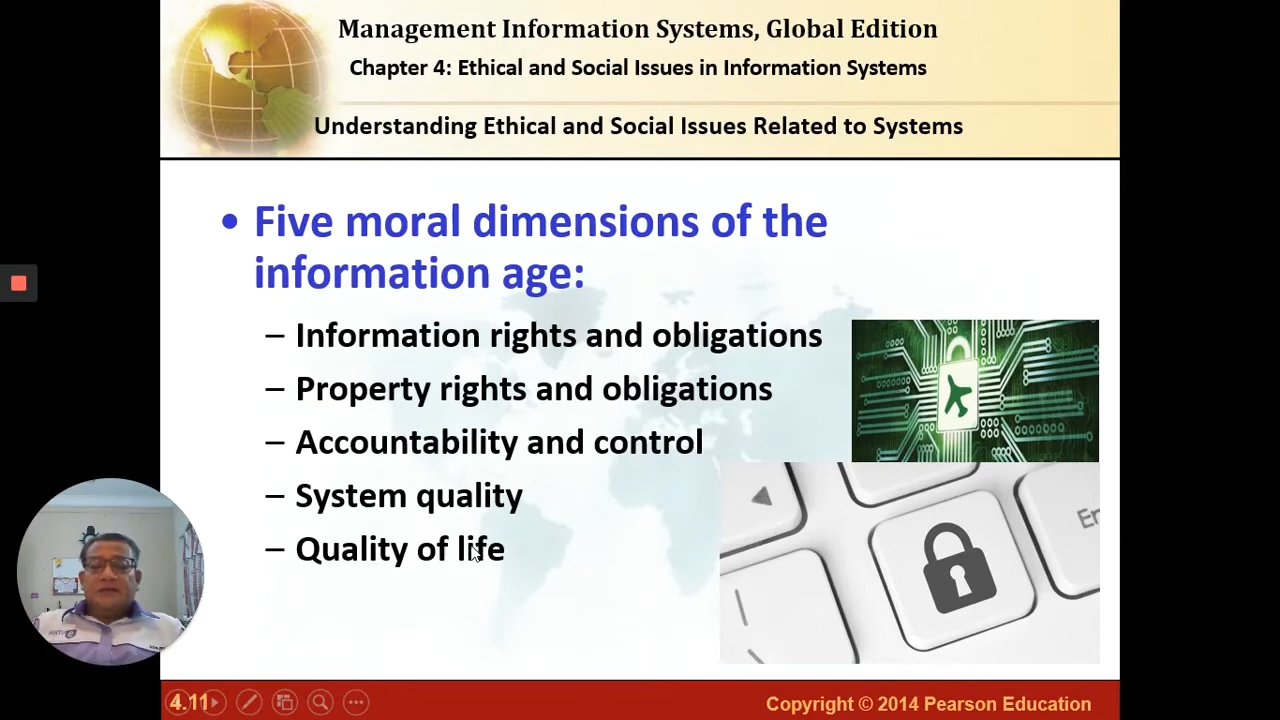 Management Information Systems, Global Edition
Chapter 4: Ethical and Social Issues in Information Systems
Understanding Ethical and Social Issues Related to Systems
• Five moral dimensions of the
information age:
– Information rights and obligations
– Property rights and obligations
– Accountability and control
– System quality
– Quality of life
En
4.11
Copyright © 2014 Pearson Education